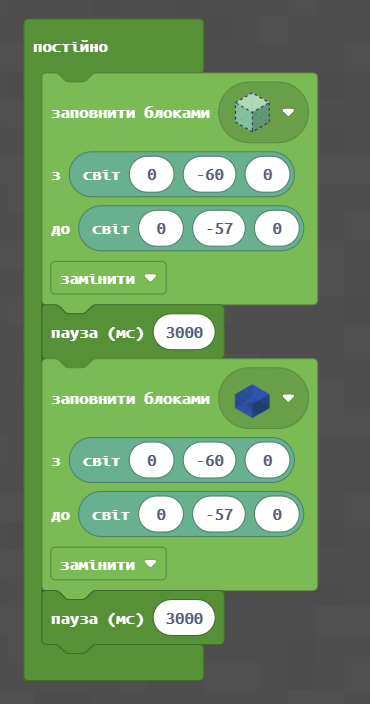 постійно
заповнити блоками
з світ 0 -60 0
до світ 0 -57 0
замінити
пауза (мс) 3000
заповнити блоками
з світ 0 -60 0
до світ 0 -57 0
замінити
пауза (мс) 3000